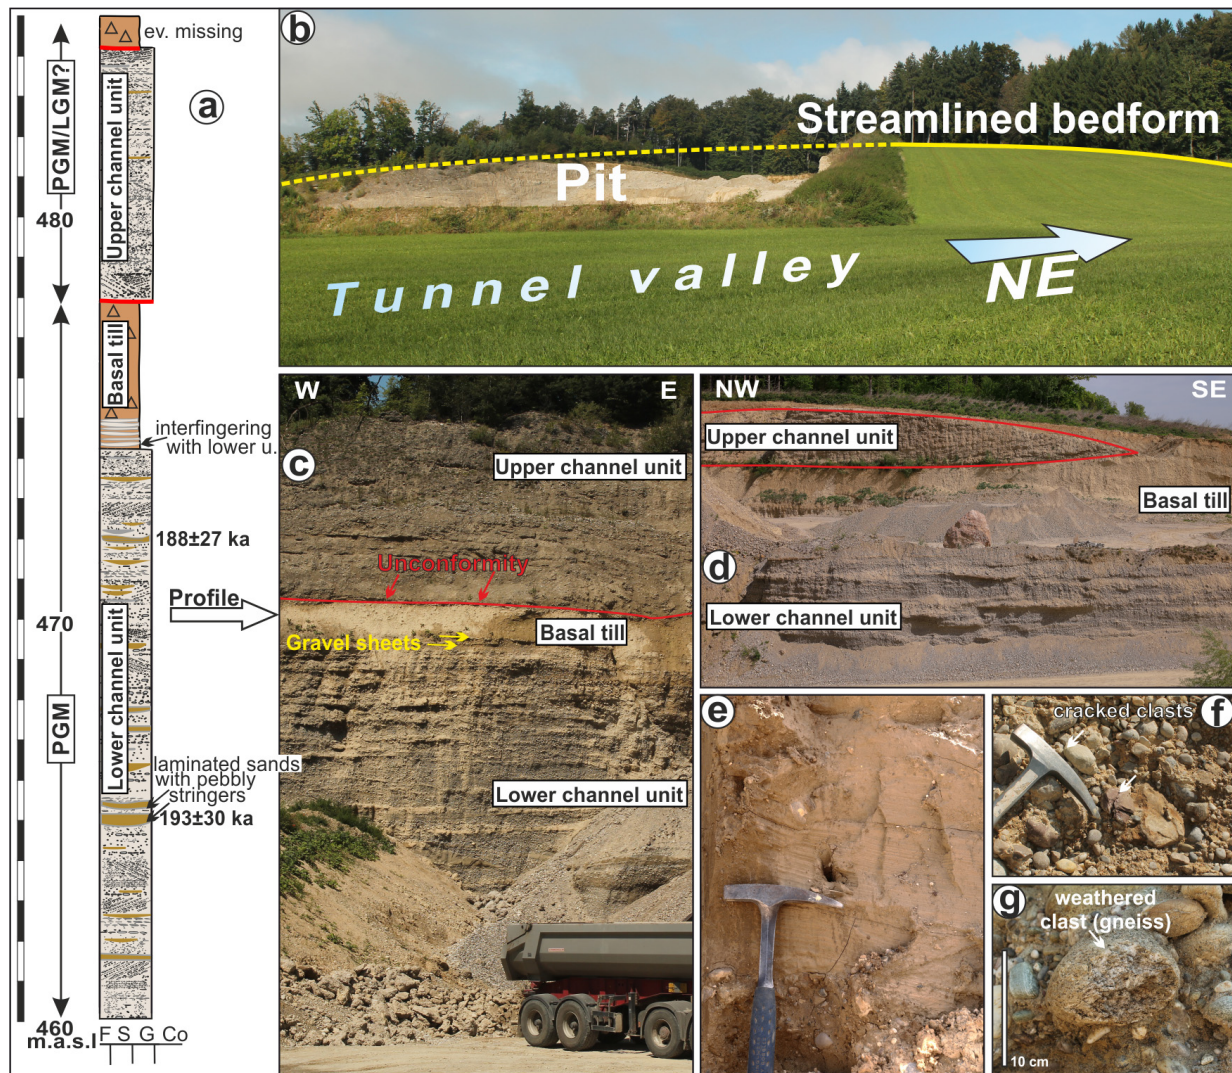 a
ev. missing
PGM/LGM?
Upper channel unit
480
Basal till
interfingering
with lower u.
188±27 ka
Profile
470
Lower channel unit
PGM
laminated sands
with pebbly
stringers
193±30 ka
460
m.a.s.l
F S G Co
b
Streamlined bedform
Pit
Tunnel valley
NE
W E
c
Upper channel unit
Unconformity
Basal till
Gravel sheets
Lower channel unit
NW SE
Upper channel unit
Basal till
d
Lower channel unit
e
f
cracked clasts
g
weathered
clast (gneiss)
10 cm